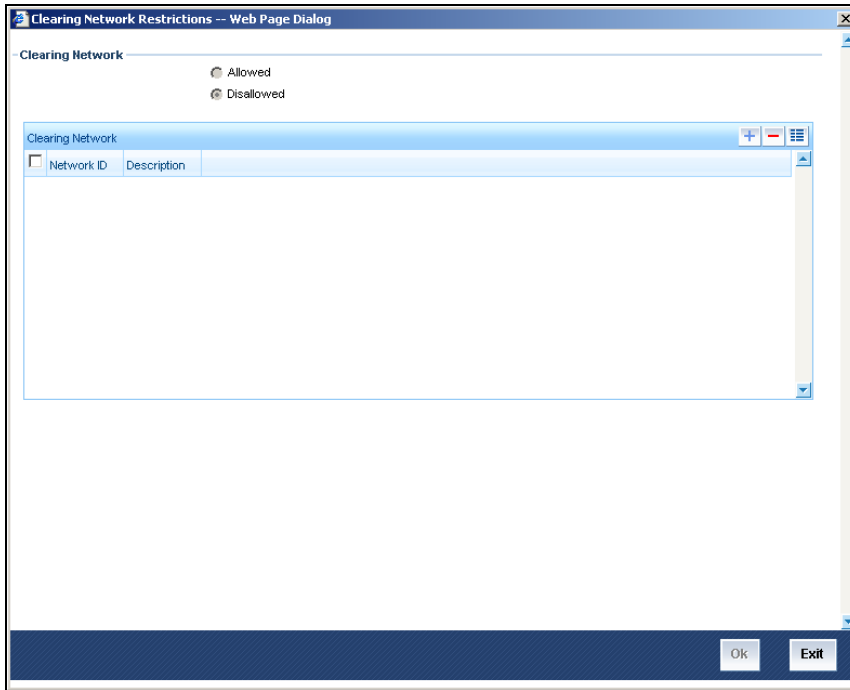 Clearing Network Restrictions -- Web Page Dialog
Clearing Network
Allowed
Disallowed
Clearing Network
Network ID Description
Ok Exit